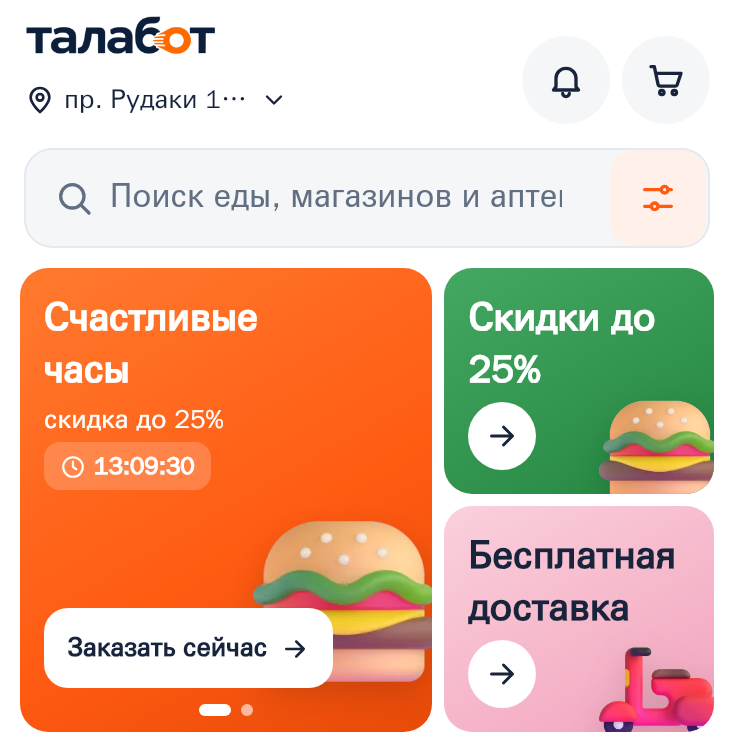 талабот
пр. Рудаки 1···
Поиск еды, магазинов и апте
Счастливые
часы
скидка до 25%
13:09:30
Заказать сейчас
Скидки до
25%
Бесплатная
доставка